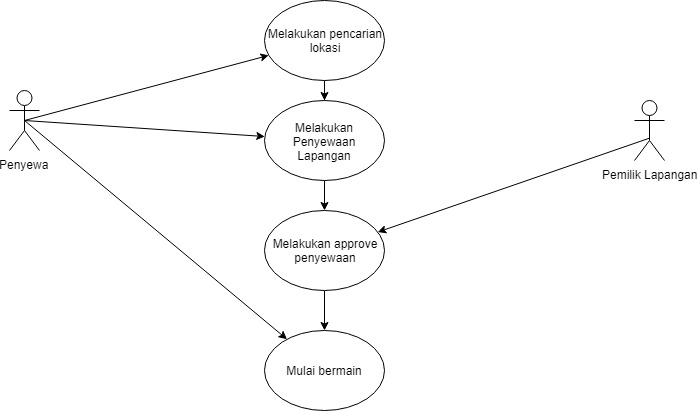 Melakukan pencarian
lokasi
Melakukan
Penyewaan
Lapangan
Penyewa
Pemilik Lapangan
Melakukan approve
penyewaan
Mulai bermain